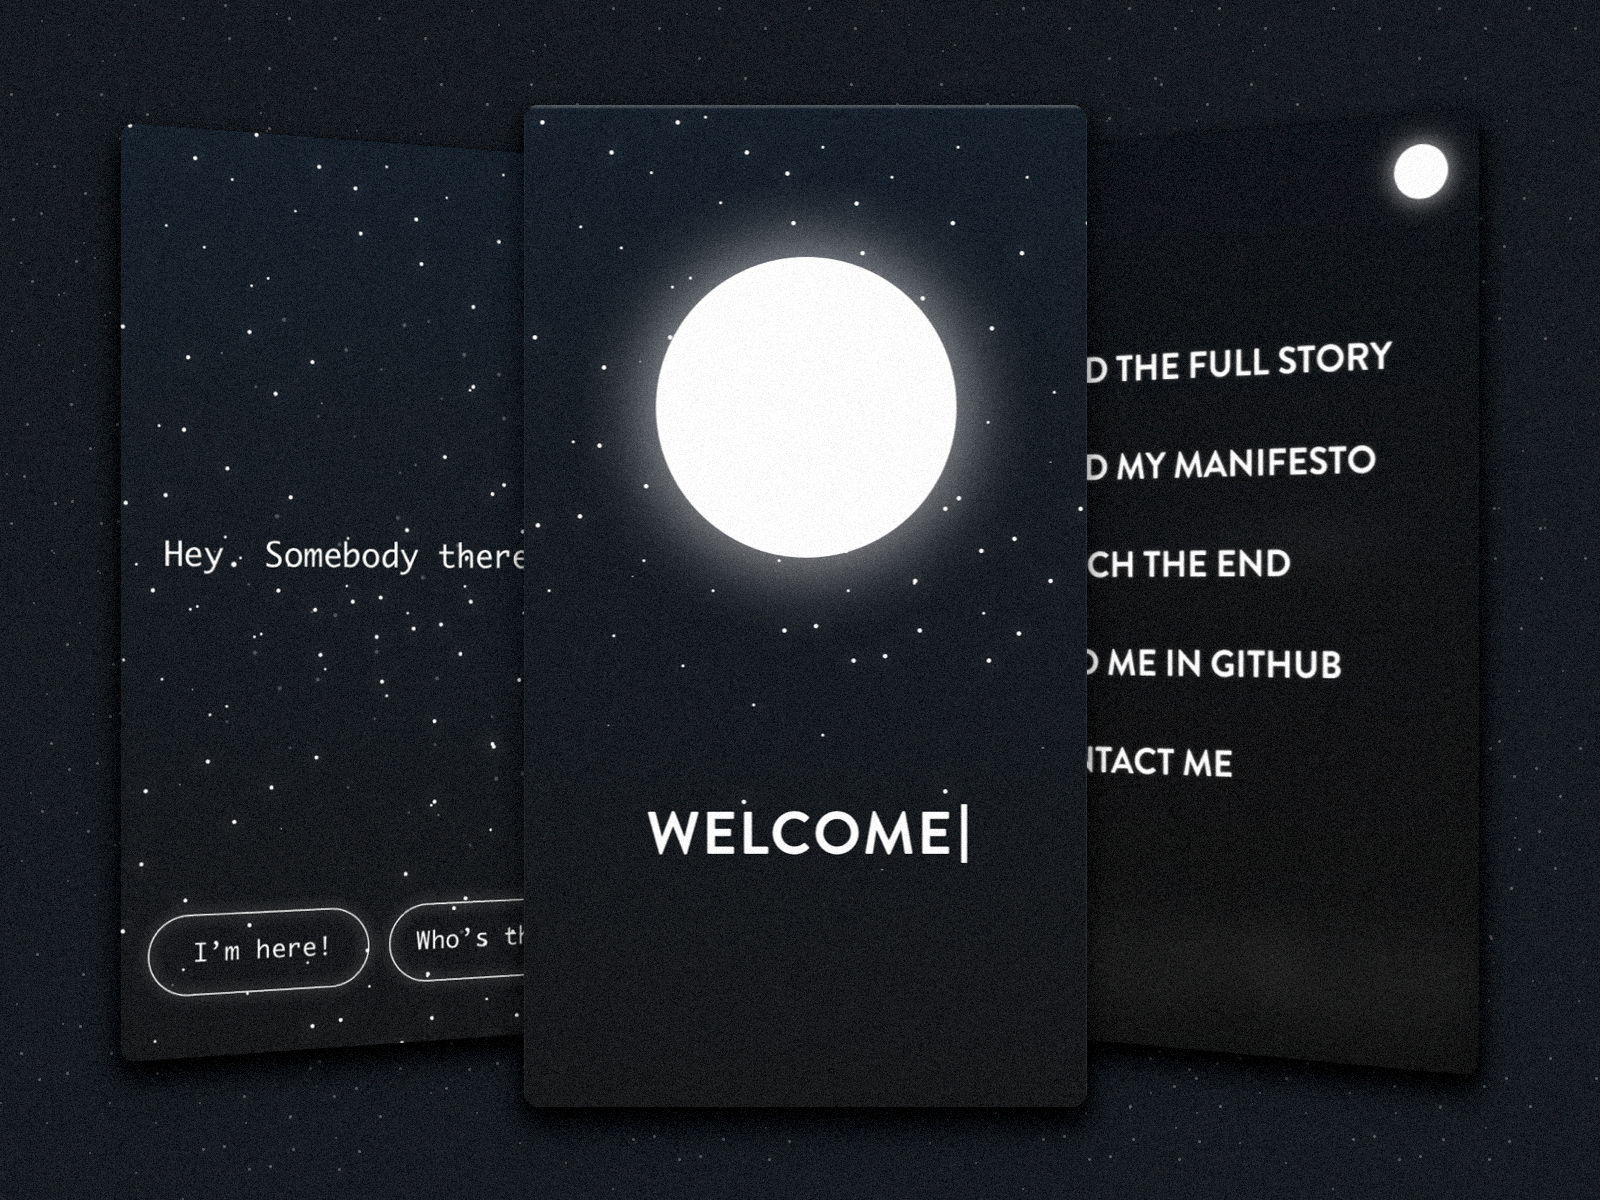 Hey. Somebody there
I'm here!
Who's th
WELCOME
D THE FULL STORY
D MY MANIFESTO
CH THE END
D ME IN GITHUB
NTACT ME